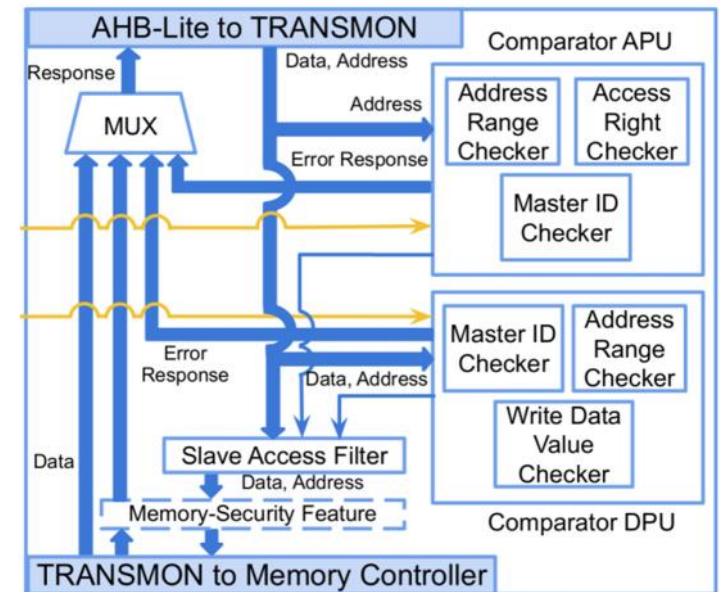 AHB-Lite to TRANSMON
Response
Data, Address
Comparator APU
MUX
Address
Error Response
Address
Range
Checker
Access
Right
Checker
Master ID
Checker
Error
Response
Data, Address
Master ID
Checker
Address
Range
Checker
Write Data
Value
Checker
Data
Slave Access Filter
Data, Address
Memory-Security Feature
Comparator DPU
TRANSMON to Memory Controller